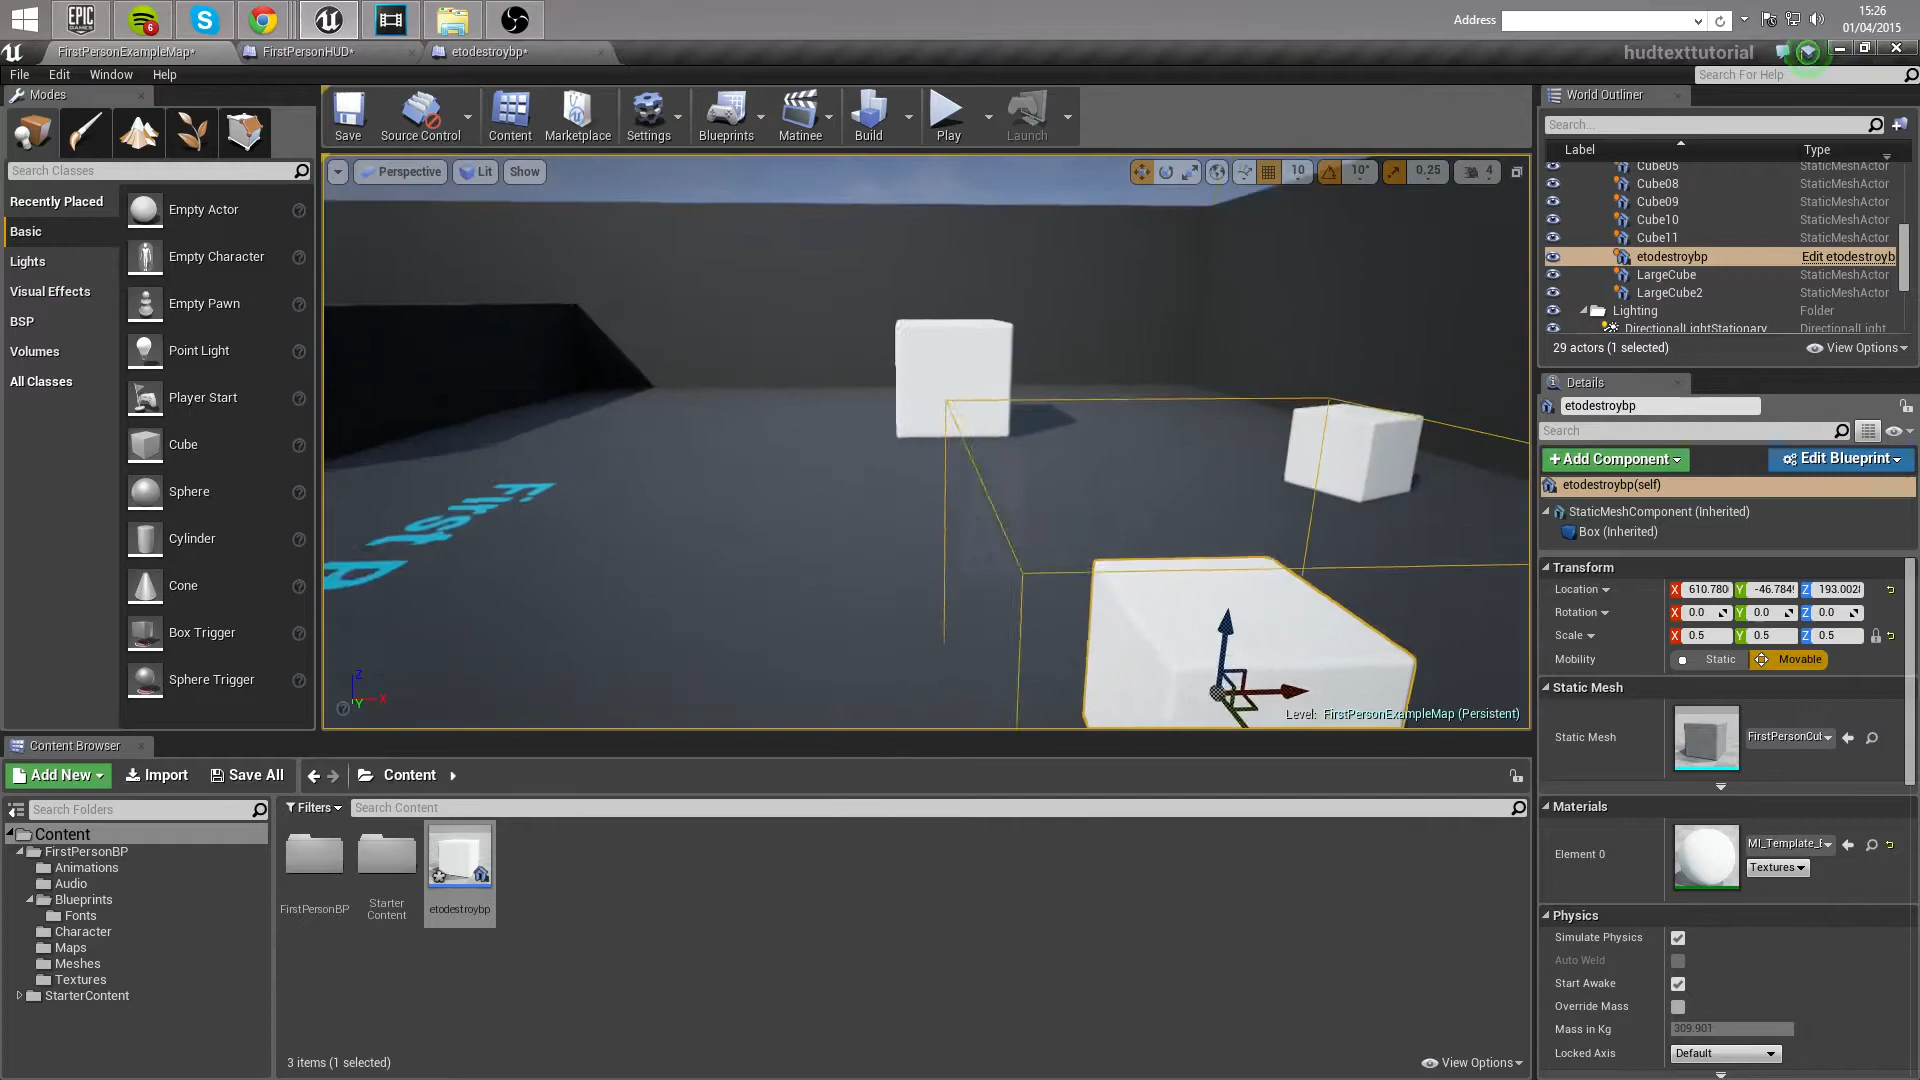 EPIC
GAMES
6
Address
15:26
01/04/2015
FirstPersonExampleMap*
FirstPersonHUD*
etodestroybp*
hudtexttutorial
File
Edit
Window
Help
Search For Help
Modes
Search Classes
Recently Placed
Basic
Lights
Visual Effects
BSP
Volumes
All Classes
Empty Actor
Empty Character
Empty Pawn
Point Light
Player Start
Cube
Sphere
Cylinder
Cone
Box Trigger
Sphere Trigger
Save
Source Control
Content
Marketplace
Settings
Blueprints
Matinee
Build
Play
Launch
Perspective
Lit
Show
10
10°
0.25
4
First P
Z
X
Y
Level: FirstPersonExampleMap (Persistent)
World Outliner
Search...
Label
Type
Cube05 StaticMeshActor
Cube08 StaticMeshActor
Cube09 StaticMeshActor
Cube10 StaticMeshActor
Cube11 StaticMeshActor
etodestroybp Edit etodestroyb
LargeCube StaticMeshActor
LargeCube2 StaticMeshActor
Lighting Folder
DirectionalLightStationary DirectionalLight
29 actors (1 selected)
View Options
Details
etodestroybp
Search
+Add Component
Edit Blueprint
etodestroybp(self)
StaticMeshComponent (Inherited)
Box (Inherited)
Transform
Location X 610.780 Y -46.784 Z 193.002
Rotation X 0.0 Y 0.0 Z 0.0
Scale X 0.5 Y 0.5 Z 0.5
Mobility Static Movable
Static Mesh
Static Mesh FirstPersonCub
Materials
Element 0 MI_Template_B
Textures
Physics
Simulate Physics
Auto Weld
Start Awake
Override Mass
Mass in Kg 309.901
Locked Axis Default
Content Browser
Add New
Import
Save All
Content
Search Folders
Filters
Search Content
Content
FirstPersonBP
Animations
Audio
Blueprints
Fonts
Character
Maps
Meshes
Textures
StarterContent
FirstPersonBP
Starter
Content
etodestroybp
3 items (1 selected)
View Options